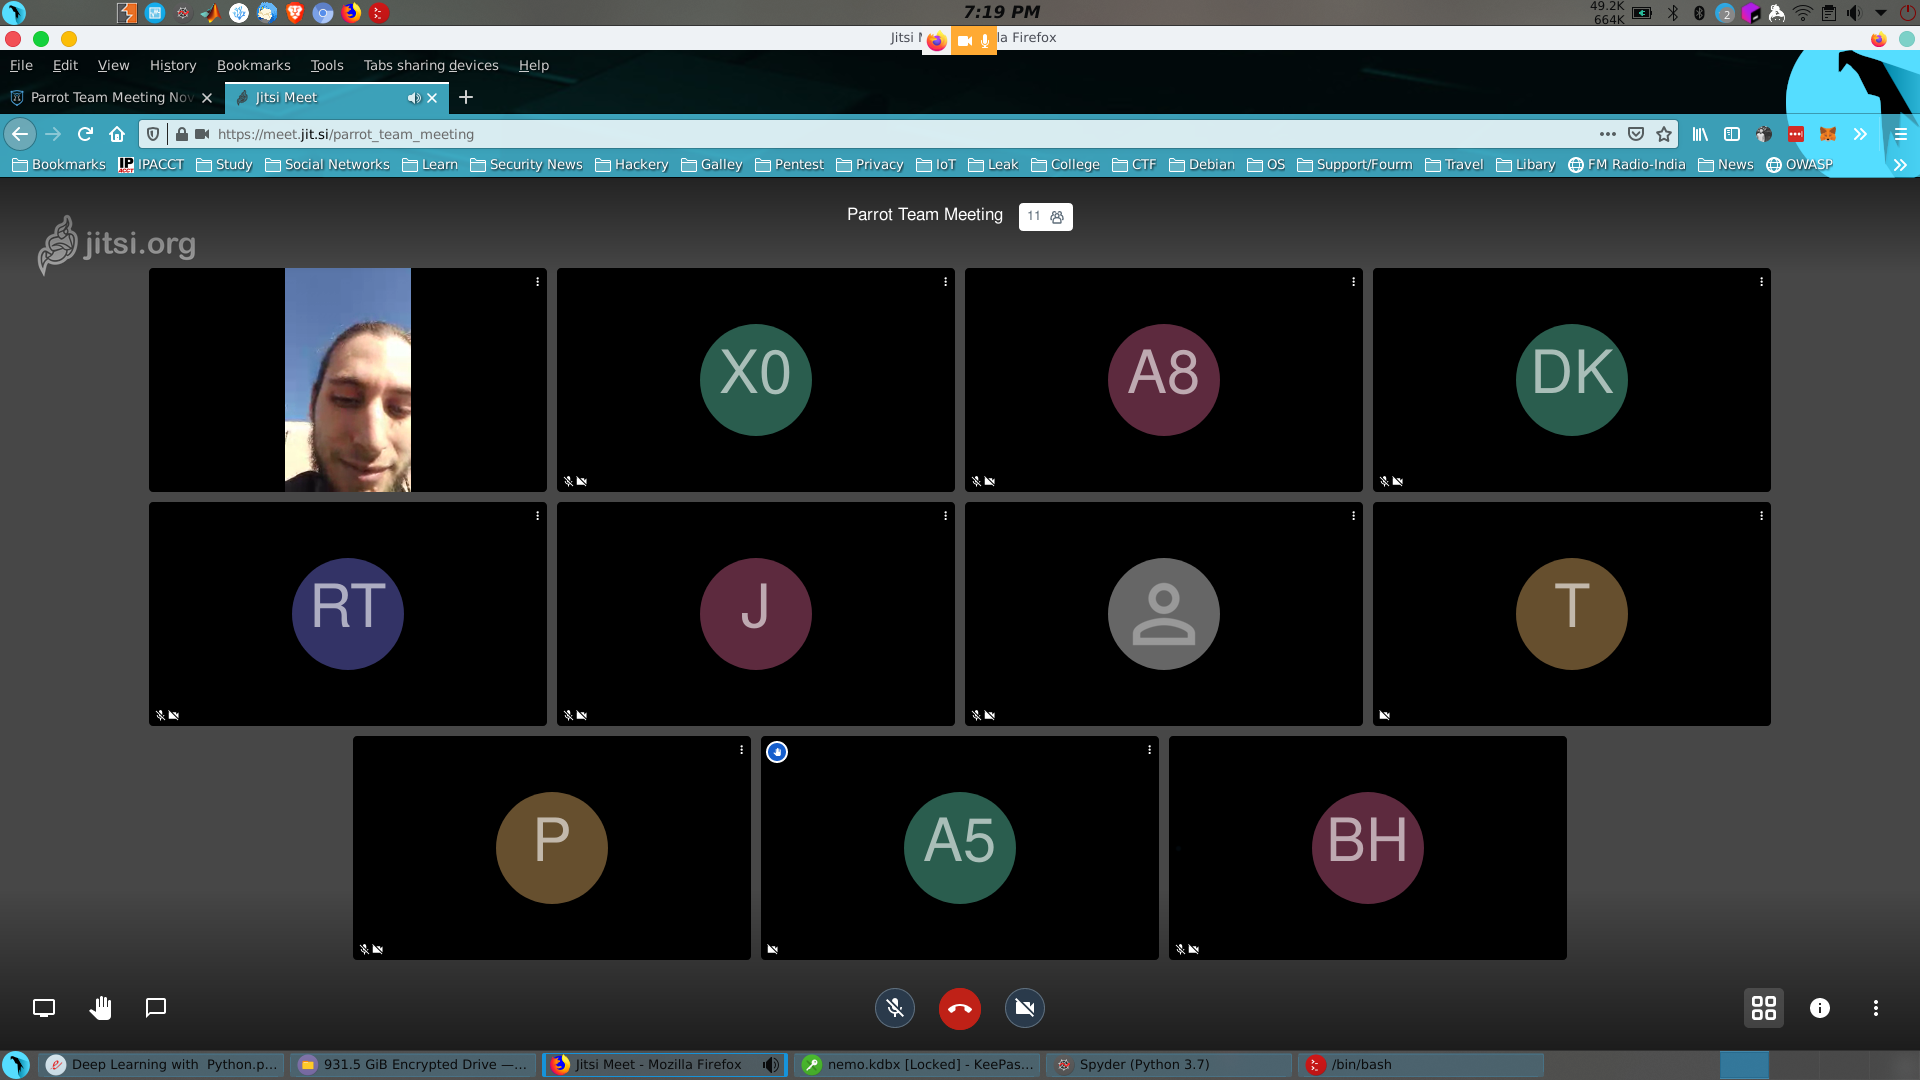 7:19 PM
49.2K
664K
2
Jitsi M
la Firefox
File Edit View History Bookmarks Tools Tabs sharing devices Help
Parrot Team Meeting Nov
Jitsi Meet
https://meet.jit.si/parrot_team_meeting
Bookmarks IPACCT Study Social Networks Learn Security News Hackery Galley Pentest Privacy IoT Leak College CTF Debian OS Support/Fourm Travel Libary FM Radio-India News OWASP
Parrot Team Meeting 11
jitsi.org
X0 A8 DK
RT J T
P A5 BH
Deep Learning with Python.p... 931.5 GiB Encrypted Drive —... Jitsi Meet - Mozilla Firefox nemo.kdbx [Locked] - KeePas... Spyder (Python 3.7) /bin/bash